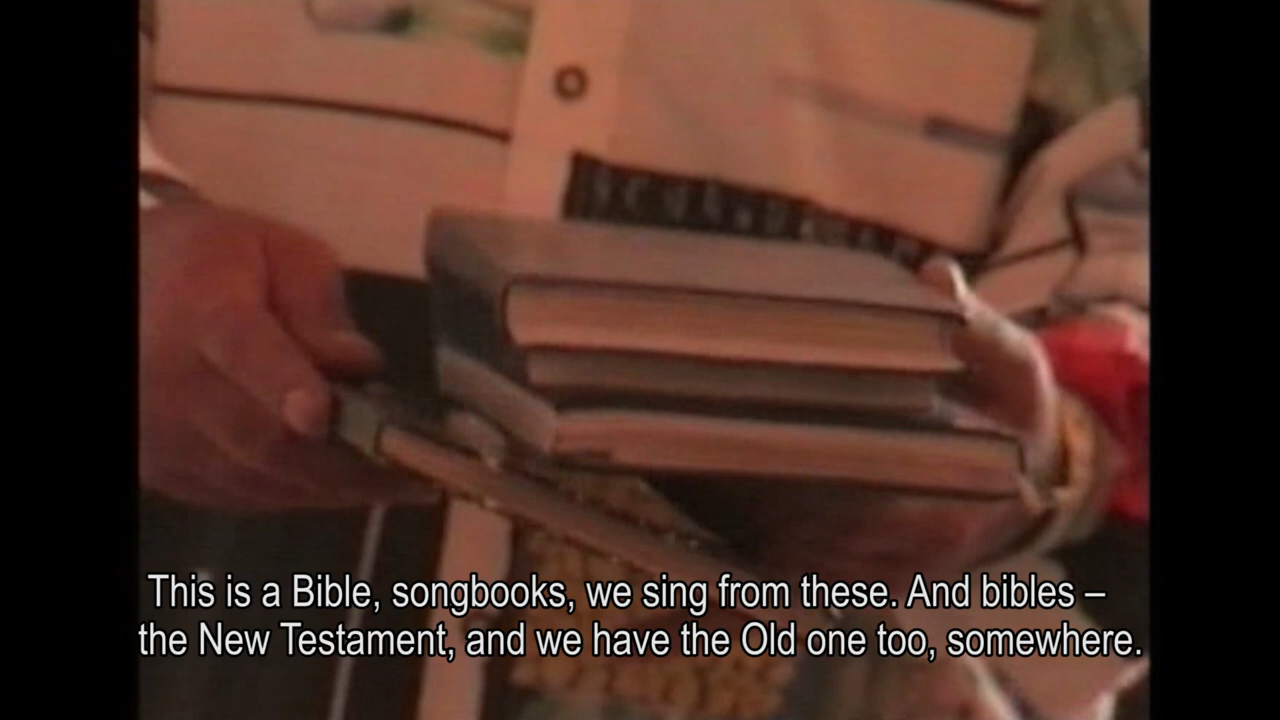 This is a Bible, songbooks, we sing from these. And bibles –
the New Testament, and we have the Old one too, somewhere.